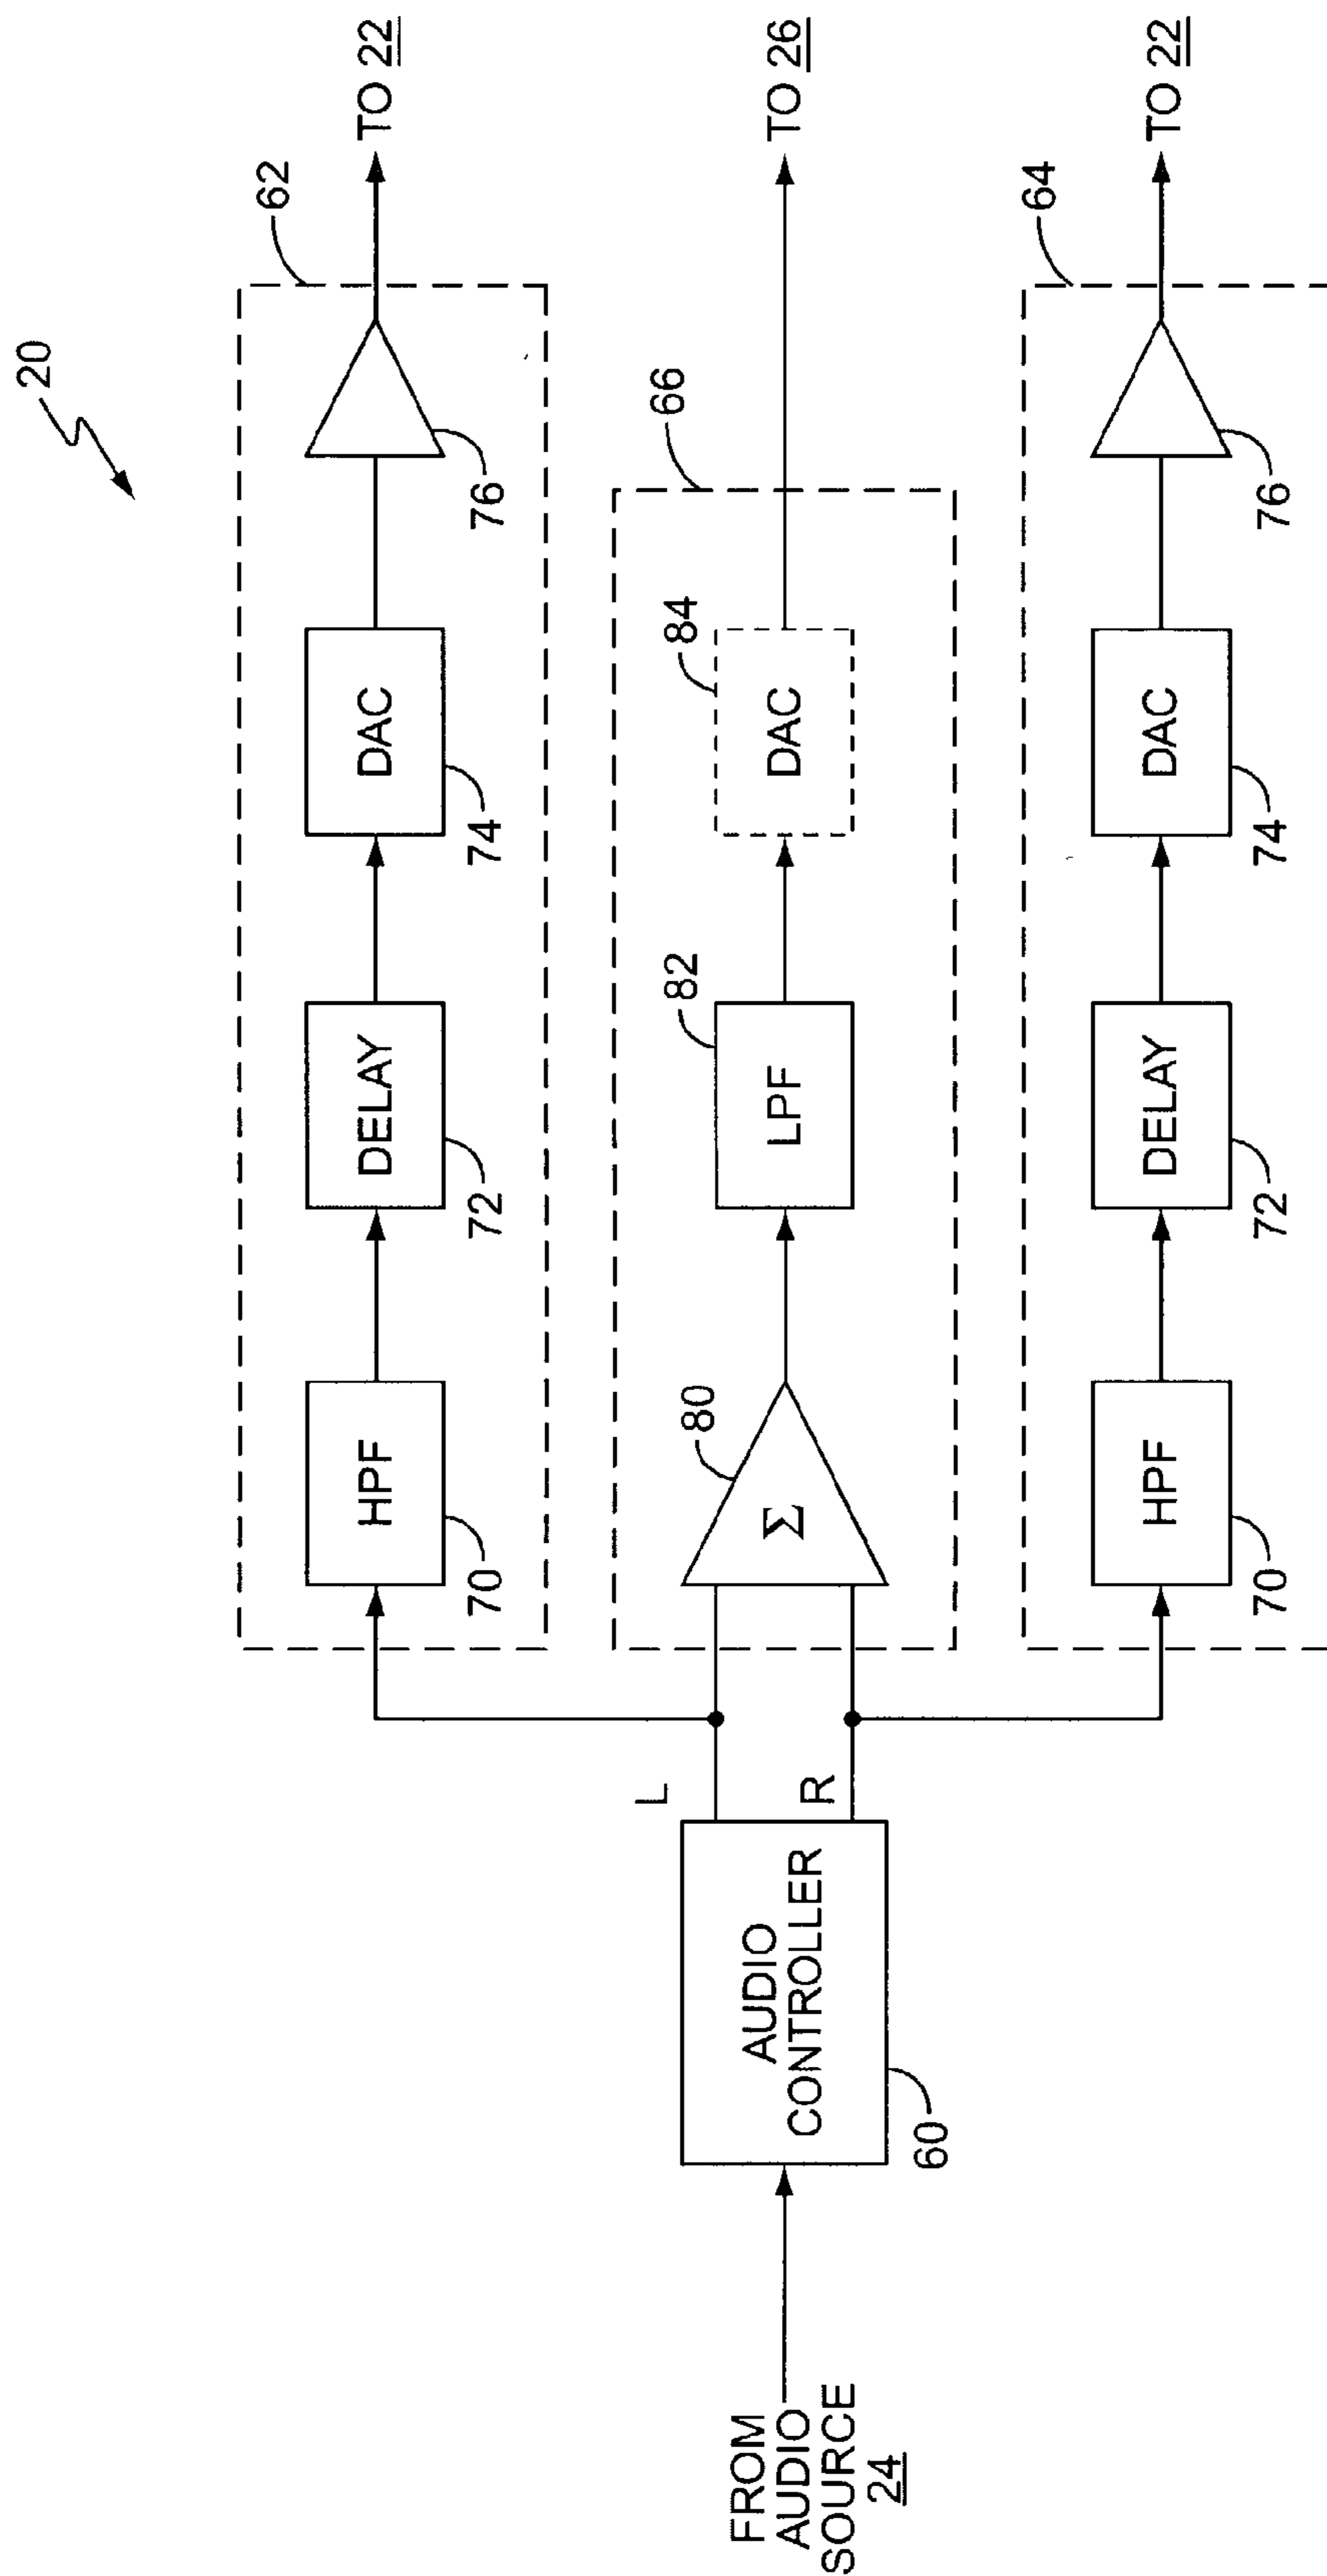 20
62
HPF
70
DELAY
72
DAC
74
76
TO 22
66
L
FROM
AUDIO
SOURCE
24
AUDIO
CONTROLLER
60
R
Σ
80
LPF
82
DAC
84
TO 26
64
HPF
70
DELAY
72
DAC
74
76
TO 22